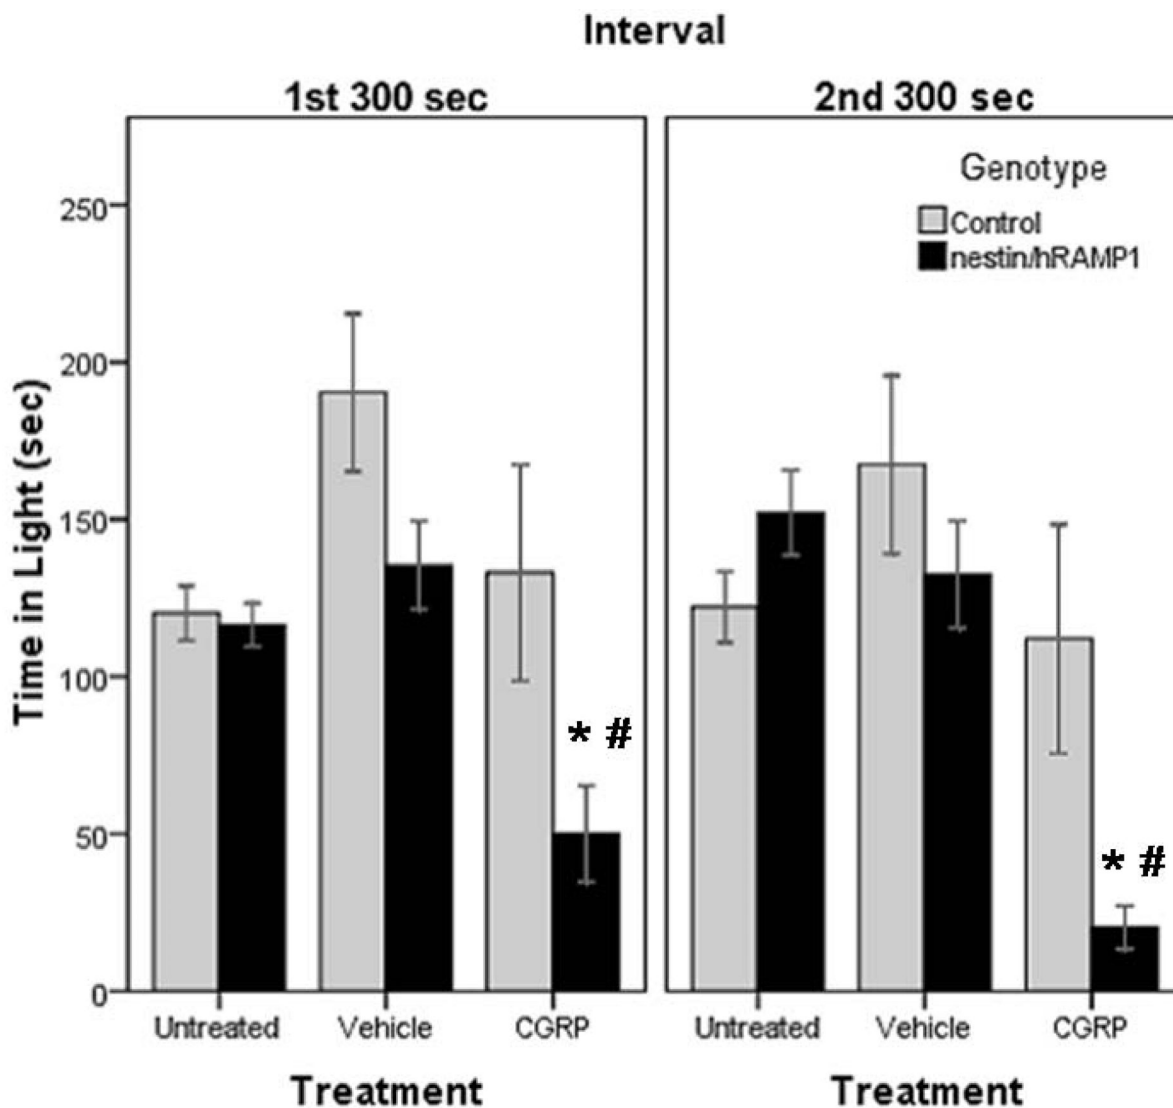 Interval
1st 300 sec
2nd 300 sec
Genotype
Control
nestin/hRAMP1
Time in Light (sec)
250
200
150
100
50
0
* #
* #
Untreated
Vehicle
CGRP
Untreated
Vehicle
CGRP
Treatment
Treatment